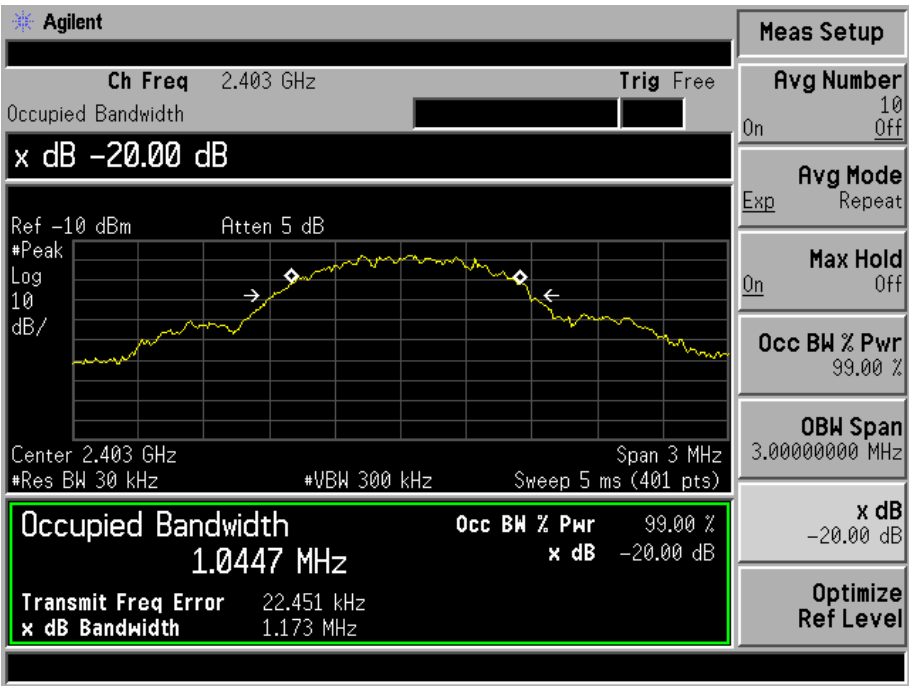 Agilent
Ch Freq 2.403 GHz Trig Free
Occupied Bandwidth
x dB -20.00 dB
Ref -10 dBm Atten 5 dB
#Peak
Log
10
dB/
Center 2.403 GHz Span 3 MHz
#Res BW 30 kHz #VBW 300 kHz Sweep 5 ms (401 pts)
Occupied Bandwidth
1.0447 MHz
Occ BW % Pwr 99.00 %
x dB -20.00 dB
Transmit Freq Error 22.451 kHz
x dB Bandwidth 1.173 MHz
Meas Setup
Avg Number
10
On Off
Avg Mode
Exp Repeat
Max Hold
On Off
Occ BW % Pwr
99.00 %
OBW Span
3.00000000 MHz
x dB
-20.00 dB
Optimize
Ref Level